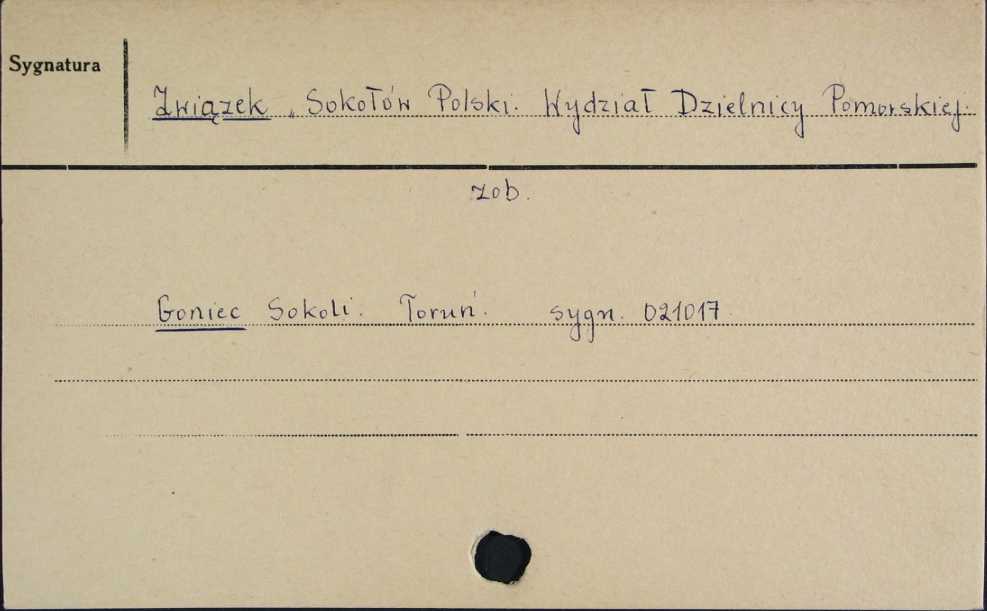 Sygnatura
Związek „Sokołów Polski. Wydział Dzielnicy Pomorskiej.
zob.
Goniec Sokoli. Toruń. sygn. 021017